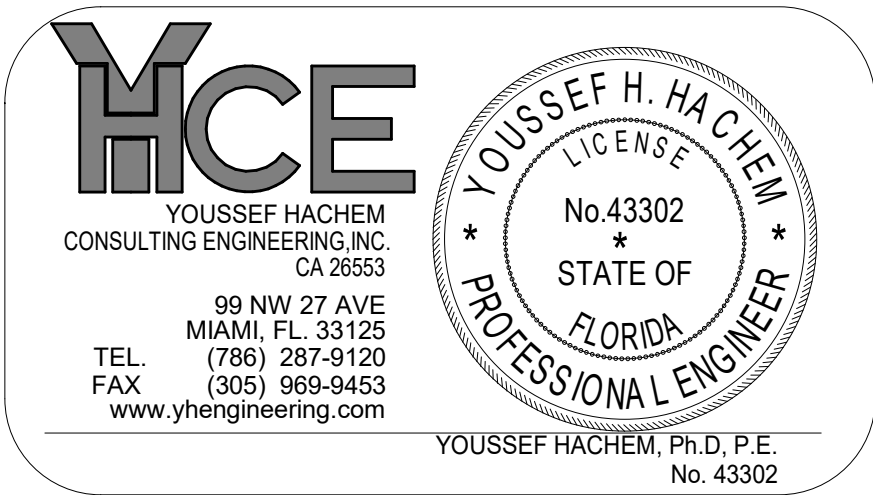 YHCE
YOUSSEF HACHEM
CONSULTING ENGINEERING,INC.
CA 26553
99 NW 27 AVE
MIAMI, FL. 33125
TEL. (786) 287-9120
FAX (305) 969-9453
www.yhengineering.com
YOUSSEF H. HACHEM
LICENSE
No.43302
*
STATE OF
FLORIDA
* PROFESSIONAL ENGINEER *
YOUSSEF HACHEM, Ph.D, P.E.
No. 43302